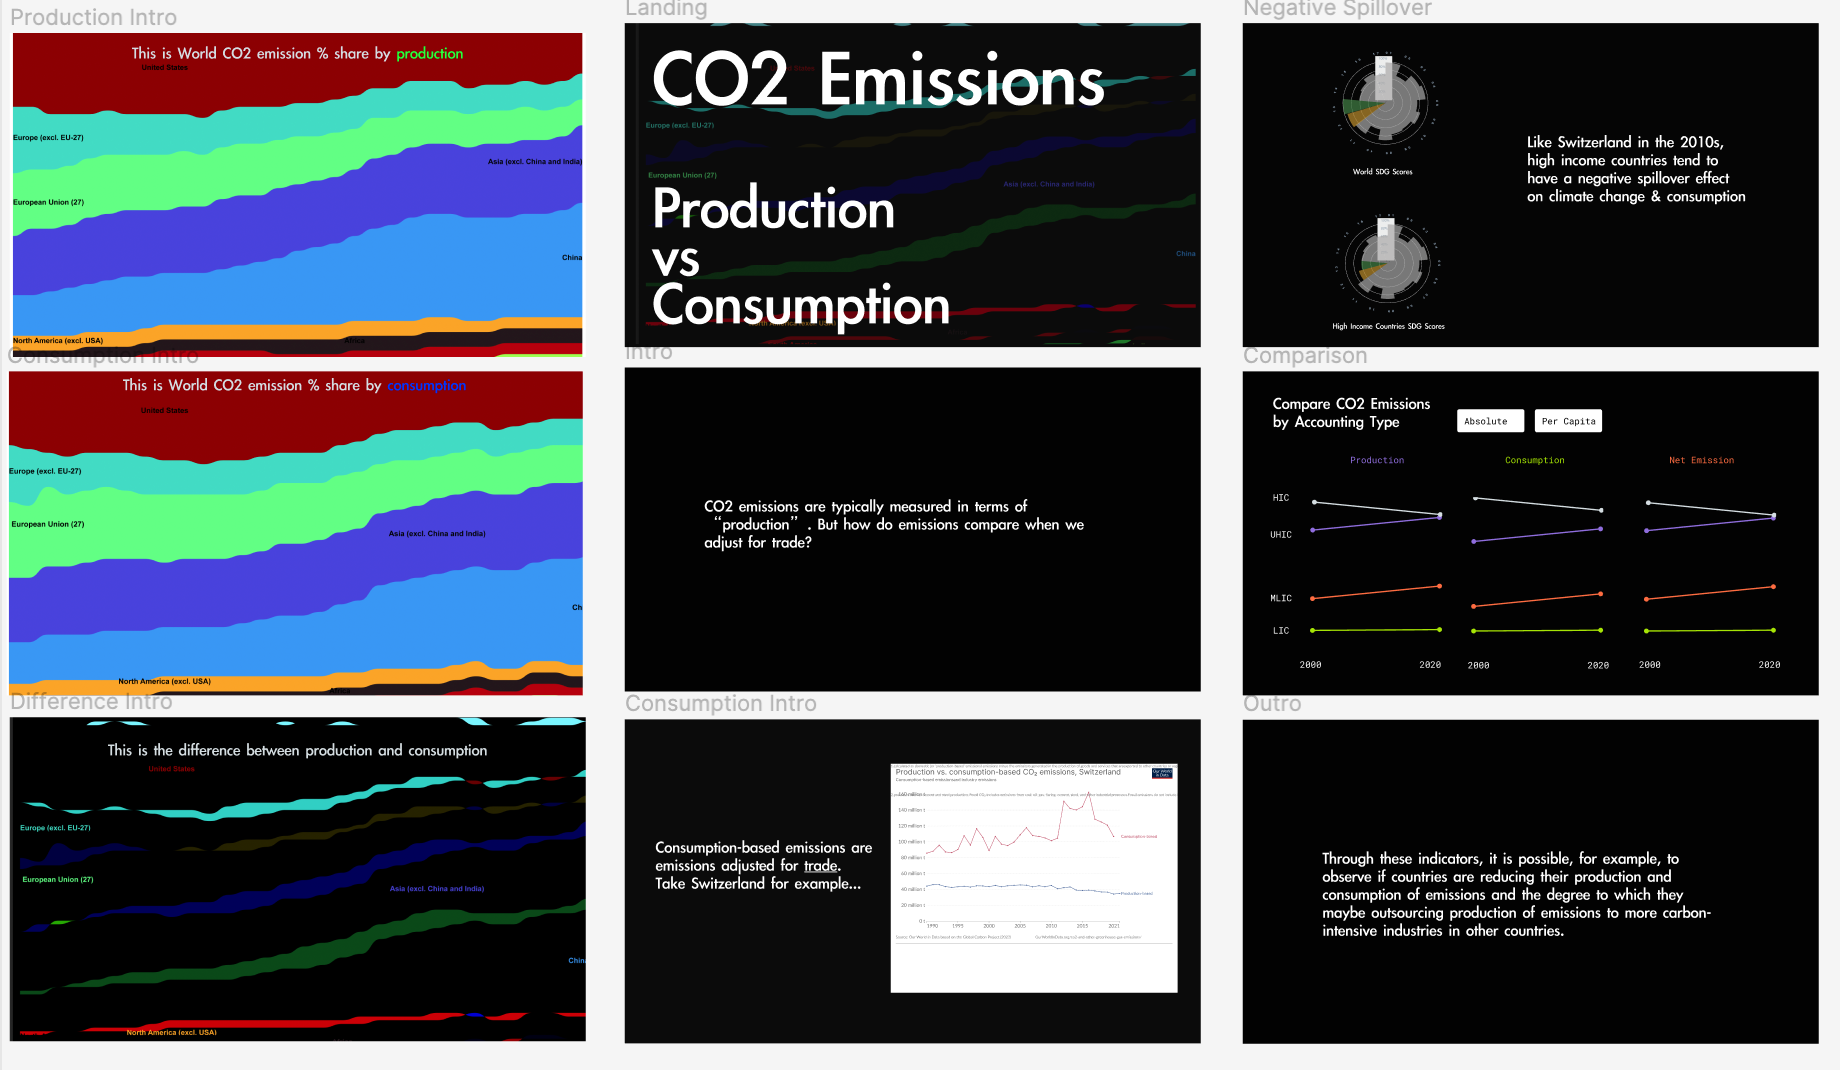 Production Intro
This is World CO2 emission % share by production
United States
Europe (excl. EU-27)
Asia (excl. China and India)
European Union (27)
China
North America (excl. USA)
Africa
Landing
CO2 Emissions
Europe (excl. EU-27)
European Union (27)
Asia (excl. China and India)
Production
vs
China
Consumption
North America (excl. USA)
Negative Spillover
World SDG Scores
Like Switzerland in the 2010s,
high income countries tend to
have a negative spillover effect
on climate change & consumption
High Income Countries SDG Scores
Consumption Intro
This is World CO2 emission % share by consumption
United States
Europe (excl. EU-27)
European Union (27)
Asia (excl. China and India)
Ch
North America (excl. USA)
Africa
Intro
CO2 emissions are typically measured in terms of
“production” . But how do emissions compare when we
adjust for trade?
Comparison
Compare CO2 Emissions
by Accounting Type
Absolute
Per Capita
Production
Consumption
Net Emission
HIC
UHIC
MLIC
LIC
2000
2020
2000
2020
2000
2020
Difference Intro
This is the difference between production and consumption
United States
Europe (excl. EU-27)
European Union (27)
Asia (excl. China and India)
Chin
North America (excl. USA)
Consumption Intro
Consumption-based emissions are
emissions adjusted for trade.
Take Switzerland for example...
Production vs. consumption-based CO₂ emissions, Switzerland
Our World
in Data
160 million t
140 million t
120 million t
100 million t
80 million t
60 million t
40 million t
20 million t
0 t
Consumption-based
Production-based
1990
1995
2000
2005
2010
2015
2021
Outro
Through these indicators, it is possible, for example, to
observe if countries are reducing their production and
consumption of emissions and the degree to which they
maybe outsourcing production of emissions to more carbon-
intensive industries in other countries.